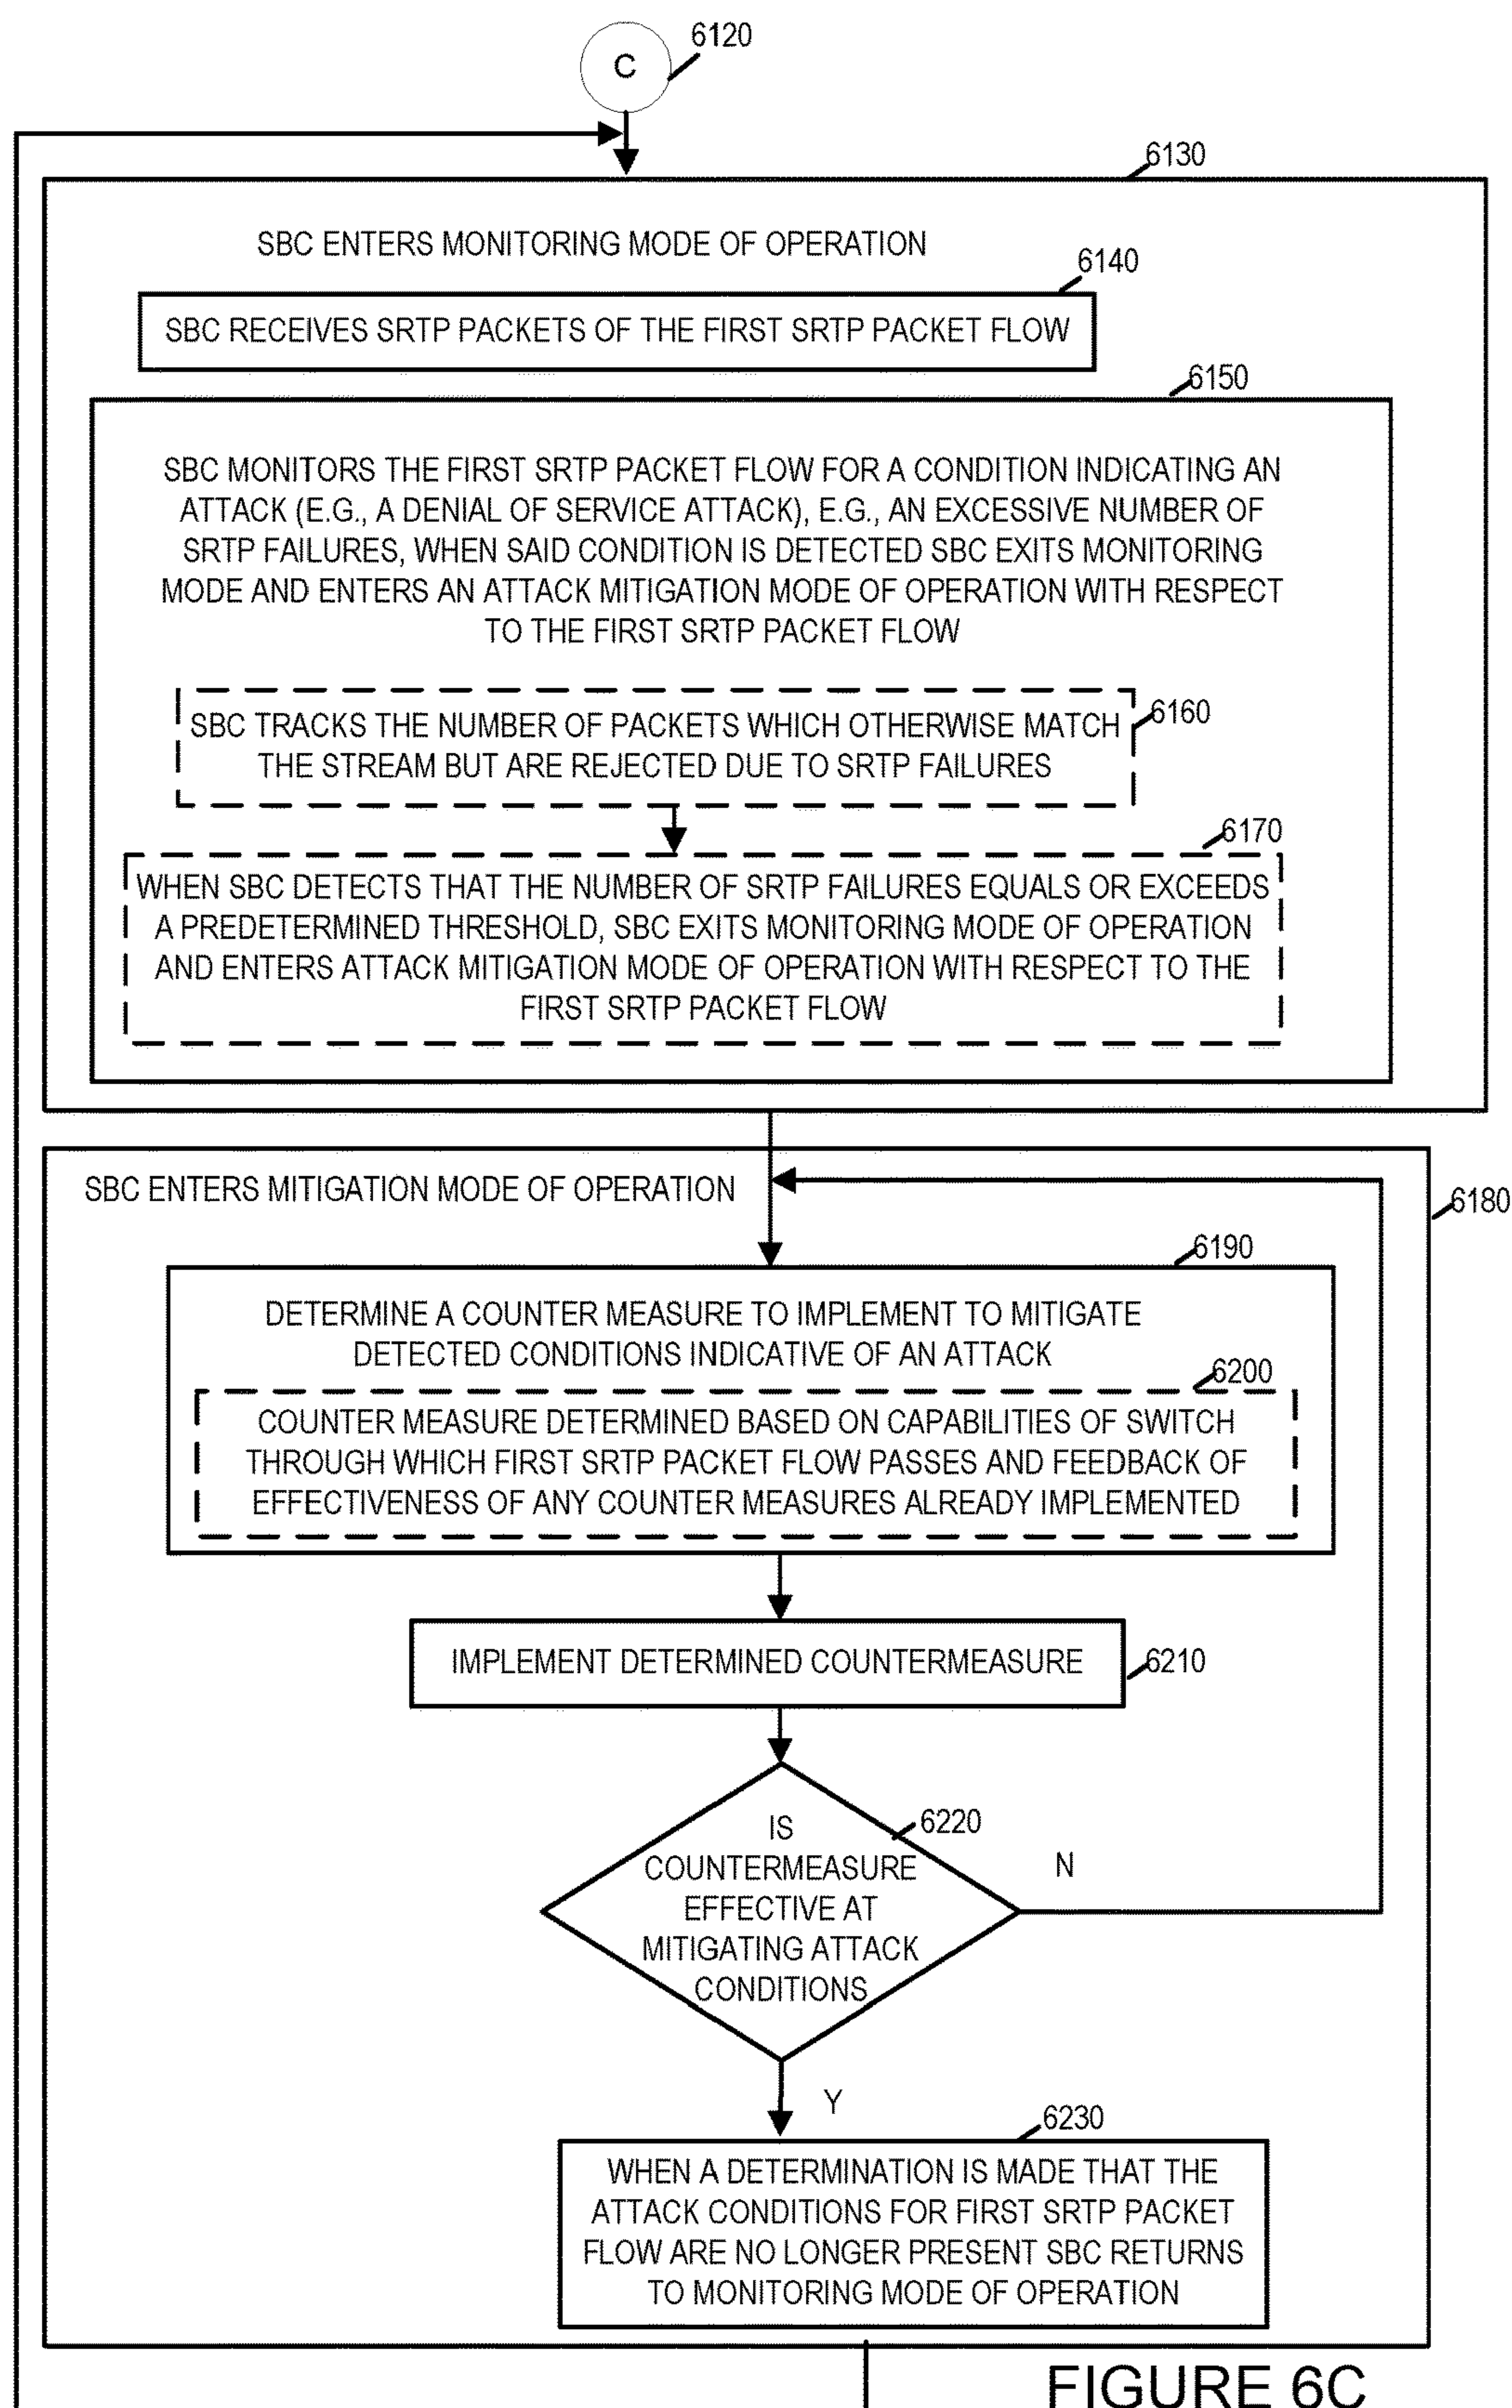 C
6120
6130
SBC ENTERS MONITORING MODE OF OPERATION
6140
SBC RECEIVES SRTP PACKETS OF THE FIRST SRTP PACKET FLOW
6150
SBC MONITORS THE FIRST SRTP PACKET FLOW FOR A CONDITION INDICATING AN
ATTACK (E.G., A DENIAL OF SERVICE ATTACK), E.G., AN EXCESSIVE NUMBER OF
SRTP FAILURES, WHEN SAID CONDITION IS DETECTED SBC EXITS MONITORING
MODE AND ENTERS AN ATTACK MITIGATION MODE OF OPERATION WITH RESPECT
TO THE FIRST SRTP PACKET FLOW
6160
SBC TRACKS THE NUMBER OF PACKETS WHICH OTHERWISE MATCH
THE STREAM BUT ARE REJECTED DUE TO SRTP FAILURES
6170
WHEN SBC DETECTS THAT THE NUMBER OF SRTP FAILURES EQUALS OR EXCEEDS
A PREDETERMINED THRESHOLD, SBC EXITS MONITORING MODE OF OPERATION
AND ENTERS ATTACK MITIGATION MODE OF OPERATION WITH RESPECT TO THE
FIRST SRTP PACKET FLOW
SBC ENTERS MITIGATION MODE OF OPERATION
6180
6190
DETERMINE A COUNTER MEASURE TO IMPLEMENT TO MITIGATE
DETECTED CONDITIONS INDICATIVE OF AN ATTACK
6200
COUNTER MEASURE DETERMINED BASED ON CAPABILITIES OF SWITCH
THROUGH WHICH FIRST SRTP PACKET FLOW PASSES AND FEEDBACK OF
EFFECTIVENESS OF ANY COUNTER MEASURES ALREADY IMPLEMENTED
IMPLEMENT DETERMINED COUNTERMEASURE
6210
6220
IS
COUNTERMEASURE
EFFECTIVE AT
MITIGATING ATTACK
CONDITIONS
N
Y
6230
WHEN A DETERMINATION IS MADE THAT THE
ATTACK CONDITIONS FOR FIRST SRTP PACKET
FLOW ARE NO LONGER PRESENT SBC RETURNS
TO MONITORING MODE OF OPERATION
FIGURE 6C